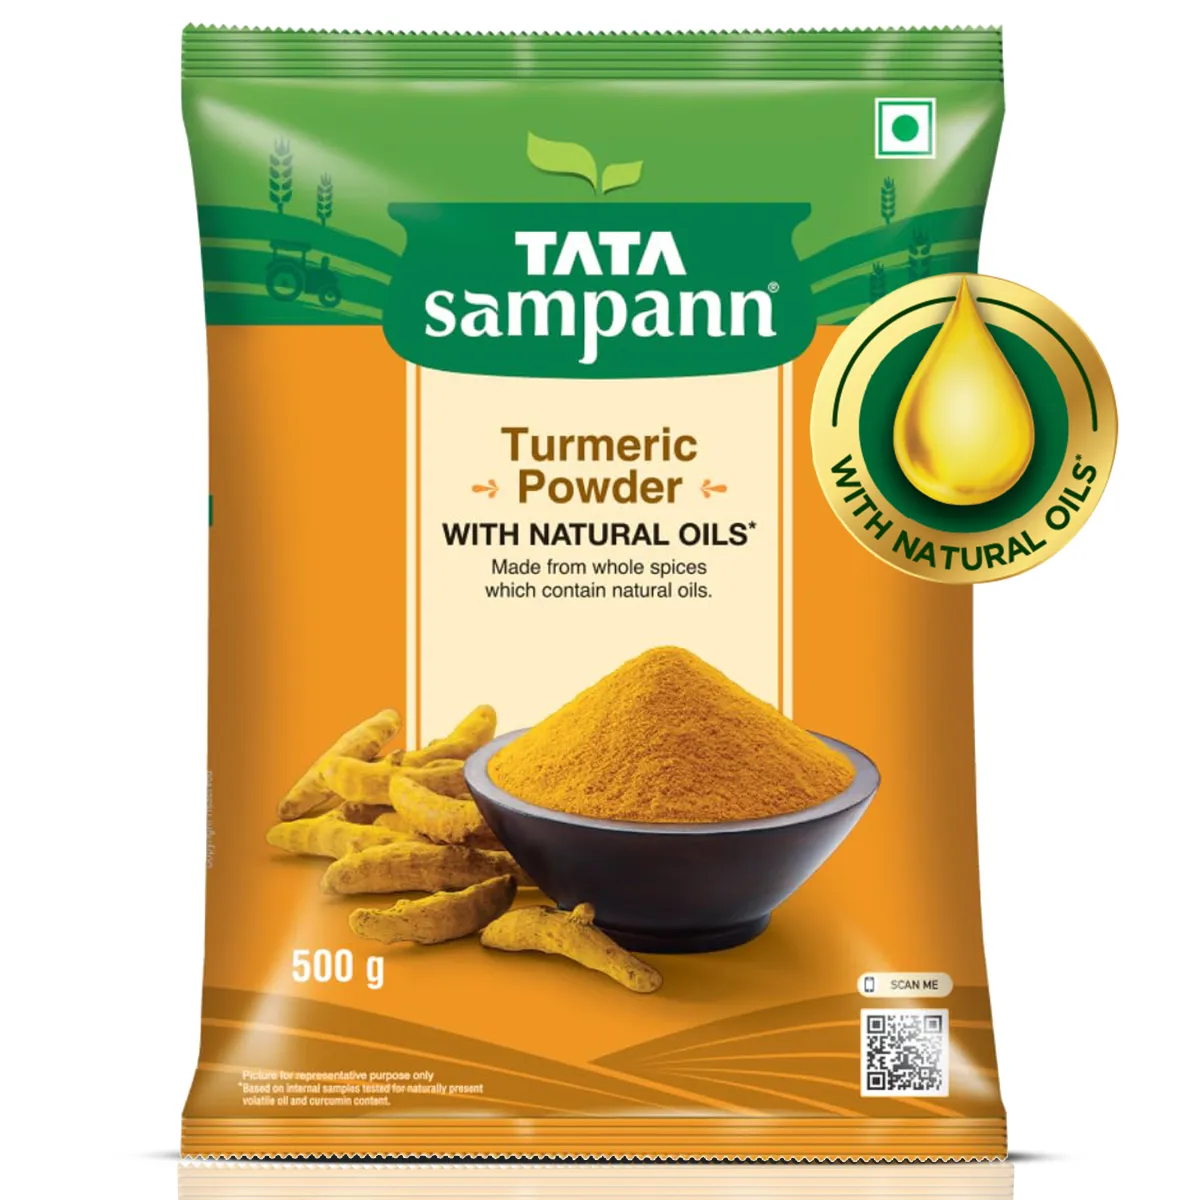 TATA
sampann®
Turmeric
Powder
WITH NATURAL OILS*
Made from whole spices
which contain natural oils.
WITH NATURAL OILS*
500 g
SCAN ME
Picture for representative purpose only
*Based on internal samples tested for naturally present
volatile oil and curcumin content.